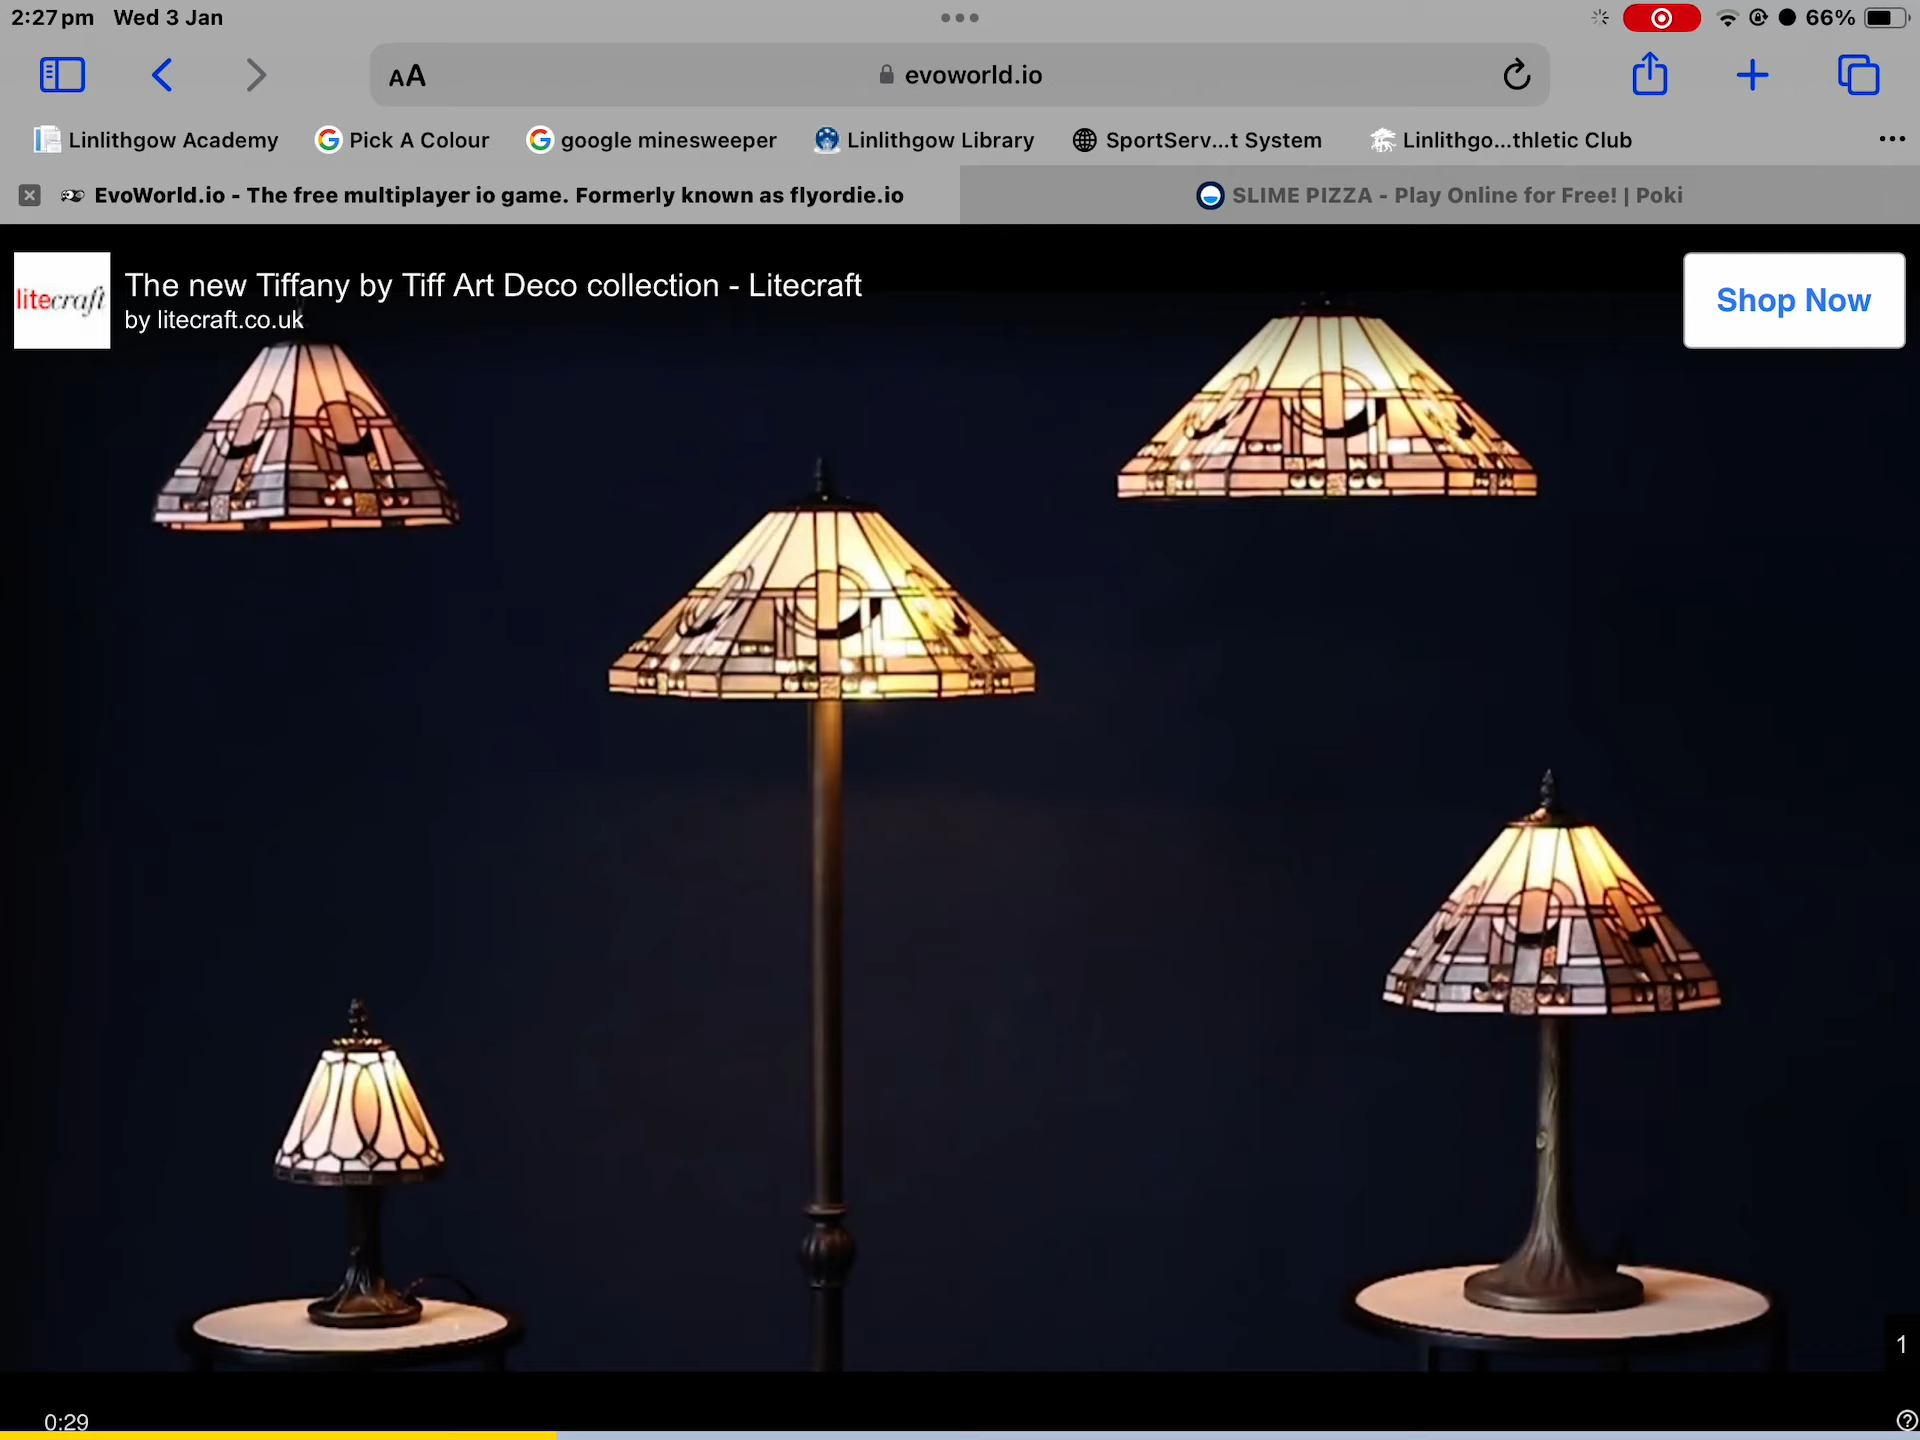 2:27pm Wed 3 Jan
66%
AA
evoworld.io
Linlithgow Academy
Pick A Colour
google minesweeper
Linlithgow Library
SportServ...t System
Linlithgo...thletic Club
EvoWorld.io - The free multiplayer io game. Formerly known as flyordie.io
SLIME PIZZA - Play Online for Free! | Poki
litecraft
The new Tiffany by Tiff Art Deco collection - Litecraft
by litecraft.co.uk
Shop Now
1
0:29